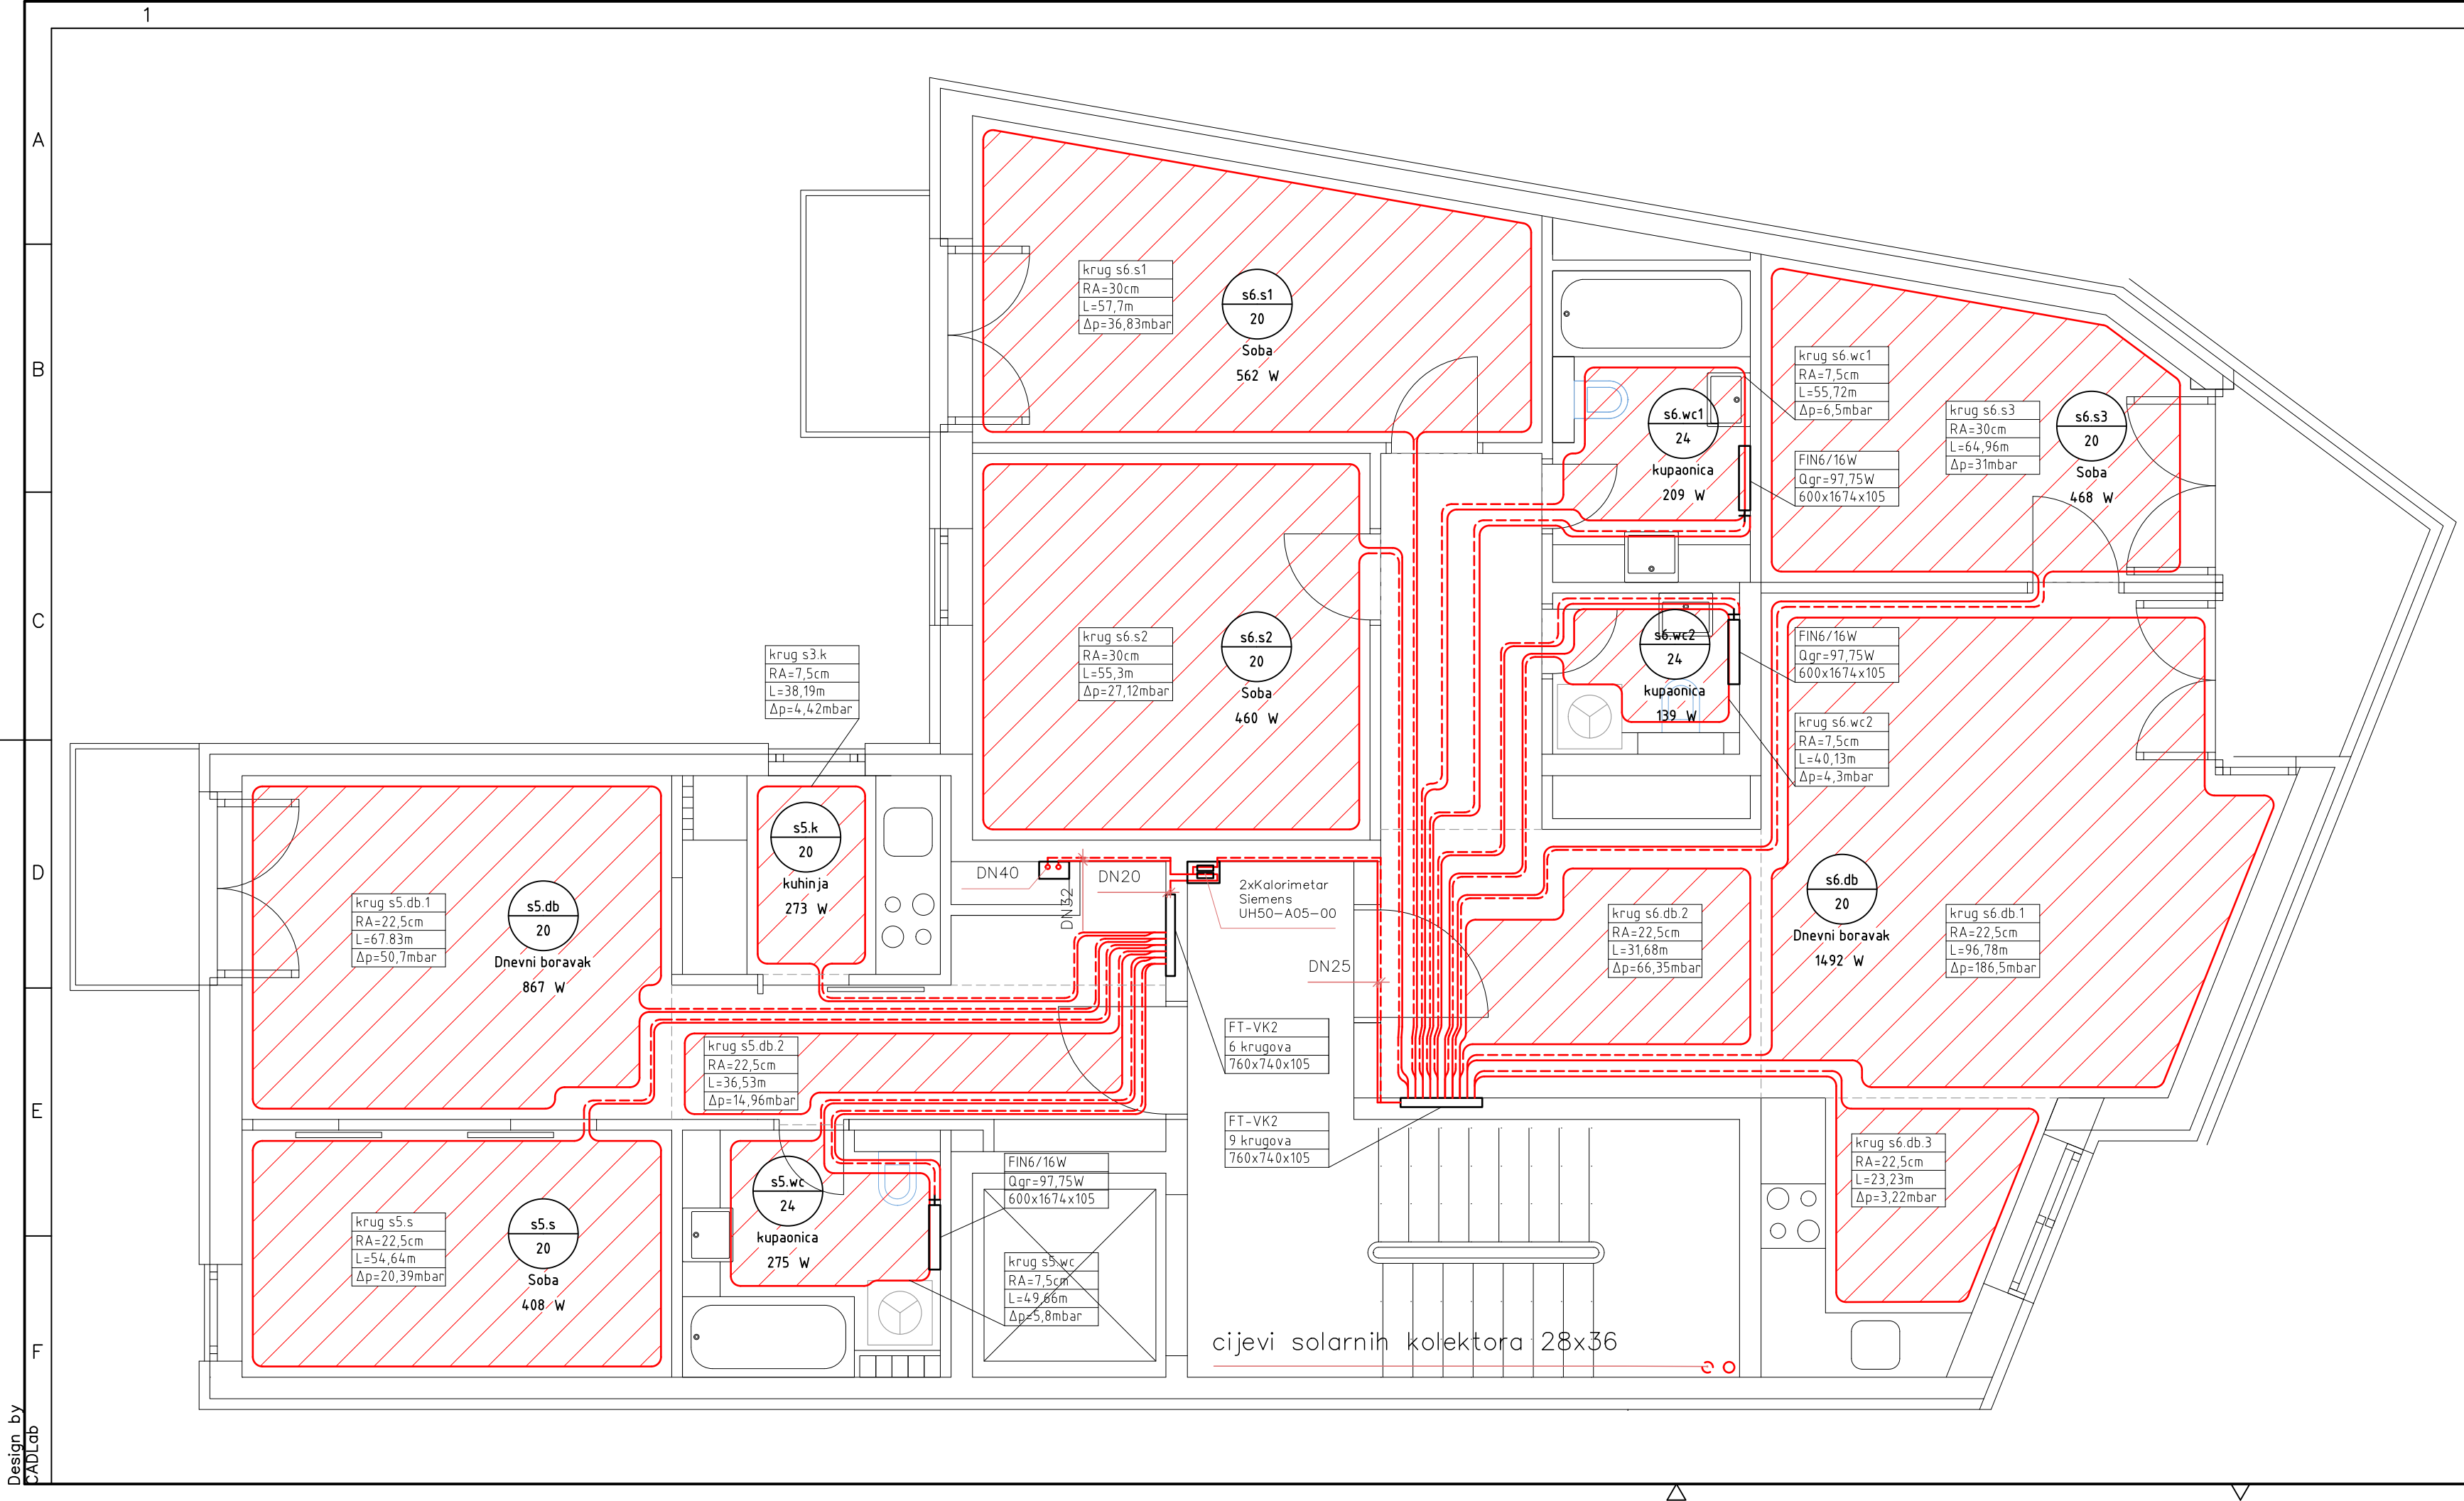 1
A
B
C
D
E
F
krug s6.s1
RA=30cm
L=57,7m
Δp=36,83mbar
s6.s1
20
Soba
562 W
krug s6.wc1
RA=7,5cm
L=55,72m
Δp=6,5mbar
s6.wc1
24
kupaonica
209 W
FIN6/16W
Qgr=97,75W
600x1674x105
krug s6.s3
RA=30cm
L=64,96m
Δp=31mbar
s6.s3
20
Soba
468 W
krug s6.s2
RA=30cm
L=55,3m
Δp=27,12mbar
s6.s2
20
Soba
460 W
s6.wc2
24
kupaonica
139 W
FIN6/16W
Qgr=97,75W
600x1674x105
krug s6.wc2
RA=7,5cm
L=40,13m
Δp=4,3mbar
krug s3.k
RA=7,5cm
L=38,19m
Δp=4,42mbar
s5.k
20
kuhinja
273 W
krug s5.db.1
RA=22,5cm
L=67.83m
Δp=50,7mbar
s5.db
20
Dnevni boravak
867 W
DN40
DN32
DN20
2xKalorimetar
Siemens
UH50-A05-00
DN25
krug s6.db.2
RA=22,5cm
L=31,68m
Δp=66,35mbar
s6.db
20
Dnevni boravak
1492 W
krug s6.db.1
RA=22,5cm
L=96,78m
Δp=186,5mbar
FT-VK2
6 krugova
760x740x105
krug s5.db.2
RA=22,5cm
L=36,53m
Δp=14,96mbar
FT-VK2
9 krugova
760x740x105
krug s6.db.3
RA=22,5cm
L=23,23m
Δp=3,22mbar
FIN6/16W
Qgr=97,75W
600x1674x105
s5.wc
24
kupaonica
275 W
krug s5.s
RA=22,5cm
L=54,64m
Δp=20,39mbar
s5.s
20
Soba
408 W
krug s5.wc
RA=7,5cm
L=49,66m
Δp=5,8mbar
cijevi solarnih kolektora 28x36
Design by
CADLab